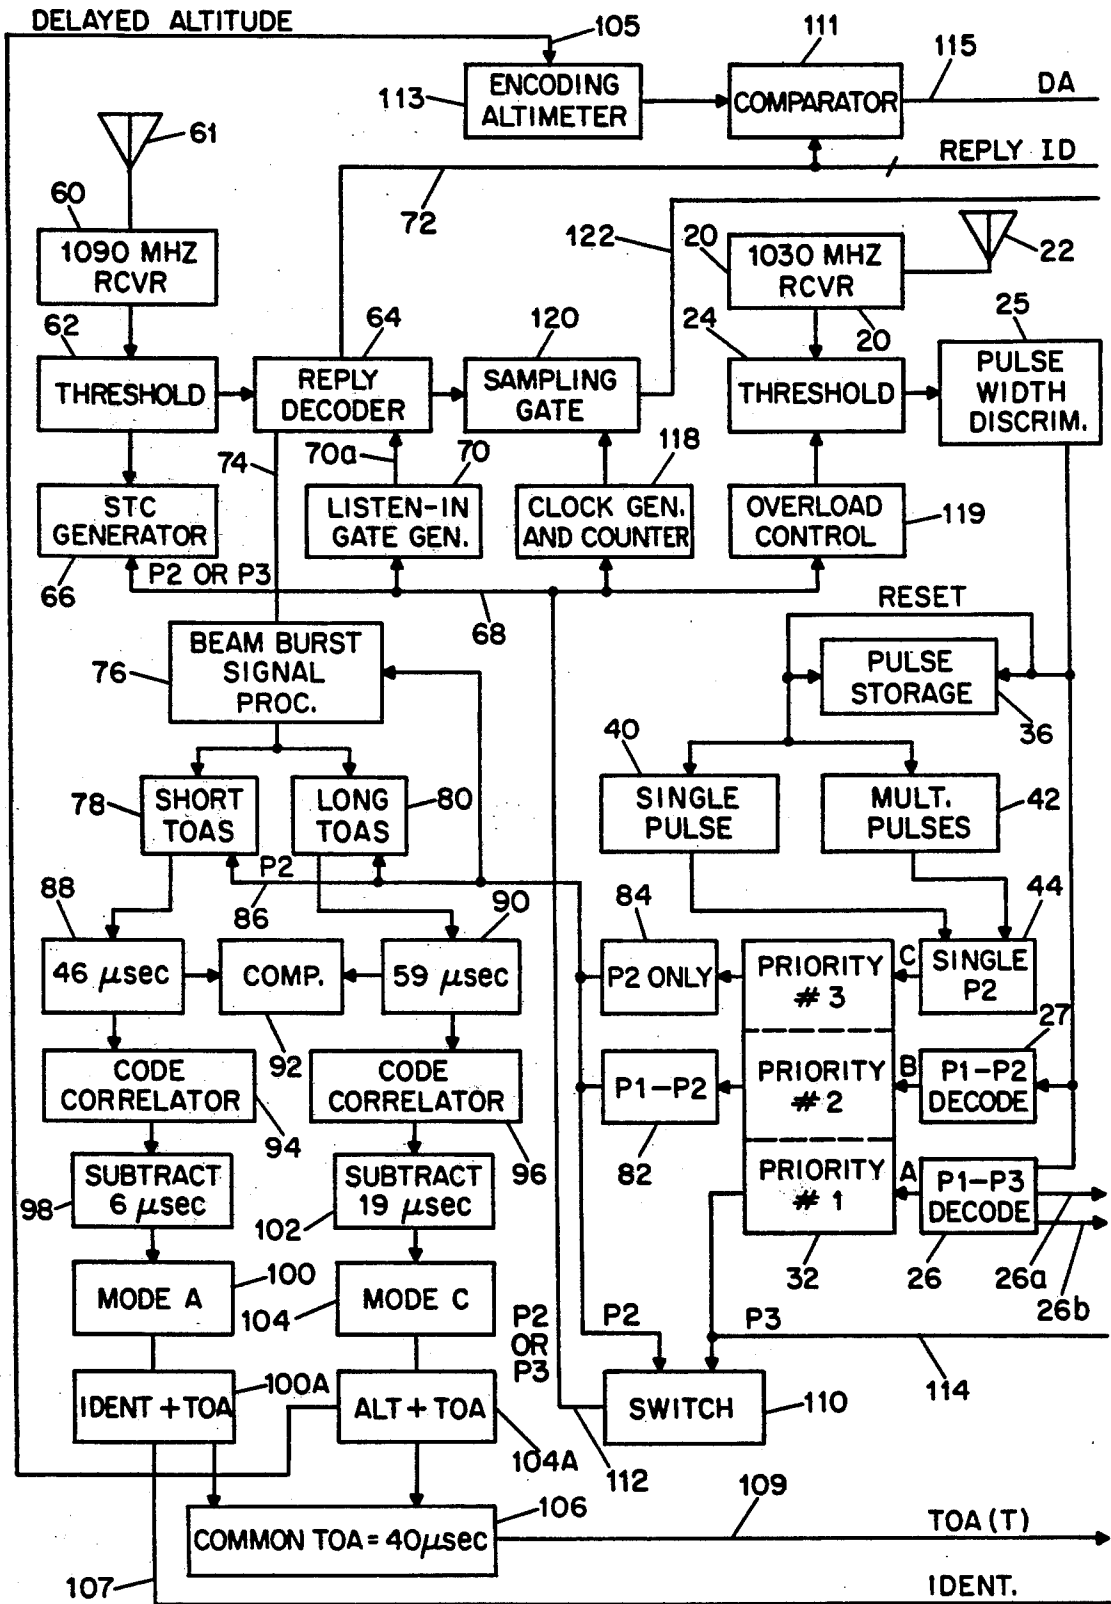 DELAYED ALTITUDE
105
111
115
113
ENCODING
ALTIMETER
COMPARATOR
DA
61
REPLY ID
60
72
122
20
22
1090 MHZ
RCVR
1030 MHZ
RCVR
20
25
62
64
120
24
THRESHOLD
REPLY
DECODER
SAMPLING
GATE
THRESHOLD
PULSE
WIDTH
DISCRIM.
74
70a
70
118
STC
GENERATOR
LISTEN-IN
GATE GEN.
CLOCK GEN.
AND COUNTER
OVERLOAD
CONTROL
119
66
P2 OR P3
68
RESET
76
BEAM BURST
SIGNAL
PROC.
PULSE
STORAGE
36
40
78
SHORT
TOAS
LONG
TOAS
80
SINGLE
PULSE
MULT.
PULSES
42
P2
86
88
90
84
44
46 µsec
COMP.
59 µsec
P2 ONLY
PRIORITY
# 3
C
SINGLE
P2
92
27
CODE
CORRELATOR
CODE
CORRELATOR
P1-P2
PRIORITY
# 2
B
P1-P2
DECODE
94
96
82
98
SUBTRACT
6 µsec
102
SUBTRACT
19 µsec
PRIORITY
# 1
A
P1-P3
DECODE
32
26
26a
26b
MODE A
100
104
MODE C
P2
OR
P3
P2
P3
114
IDENT + TOA
100A
ALT + TOA
104A
SWITCH
110
112
106
109
COMMON TOA = 40µsec
TOA (T)
107
IDENT.